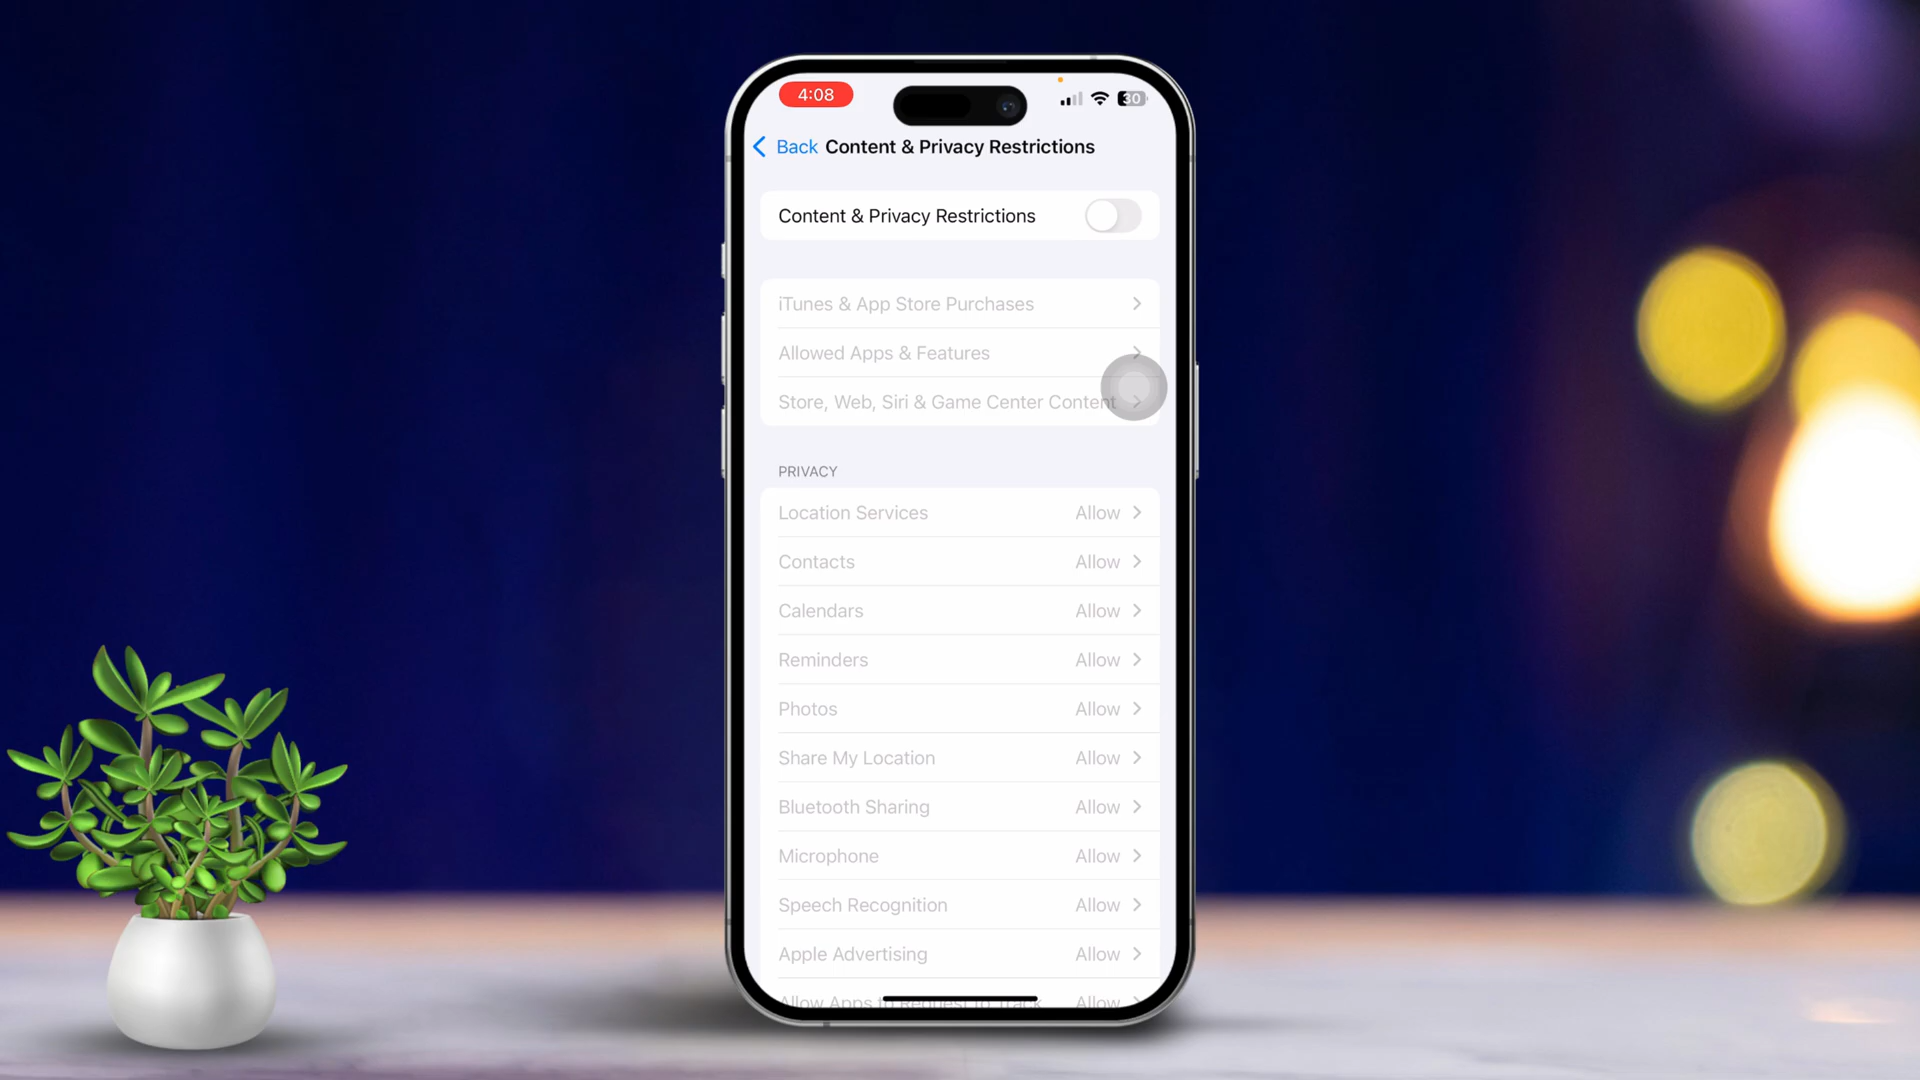 4:08
30
Back Content & Privacy Restrictions
Content & Privacy Restrictions
iTunes & App Store Purchases
Allowed Apps & Features
Store, Web, Siri & Game Center Content
PRIVACY
Location Services Allow
Contacts Allow
Calendars Allow
Reminders Allow
Photos Allow
Share My Location Allow
Bluetooth Sharing Allow
Microphone Allow
Speech Recognition Allow
Apple Advertising Allow
Allow Apps to Request to Track Allow